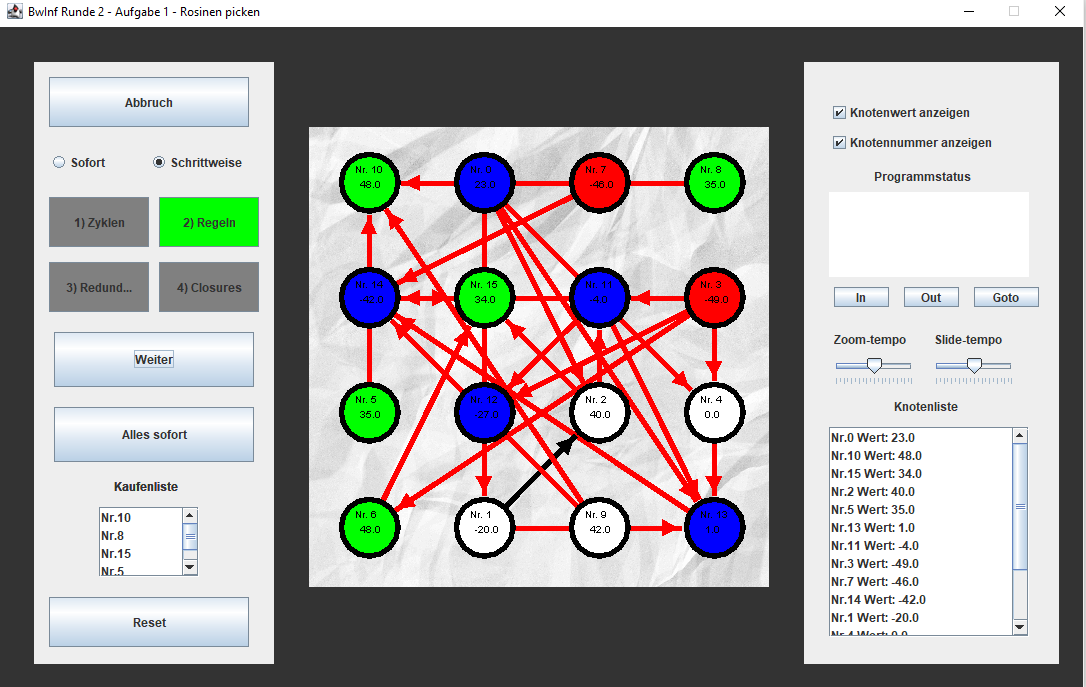 BwInf Runde 2 - Aufgabe 1 - Rosinen picken
Abbruch
Sofort
Schrittweise
1) Zyklen
2) Regeln
3) Redund...
4) Closures
Weiter
Alles sofort
Kaufenliste
Nr.10
Nr.8
Nr.15
Nr.5
Reset
Nr. 10
48.0
Nr. 0
23.0
Nr. 7
-46.0
Nr. 8
35.0
Nr. 14
-42.0
Nr. 15
34.0
Nr. 11
-4.0
Nr. 3
-49.0
Nr. 5
35.0
Nr. 12
Nr. 2
40.0
Nr. 4
0.0
Nr. 6
48.0
Nr. 1
-20.0
Nr. 9
42.0
Nr. 13
1.0
Knotenwert anzeigen
Knotennummer anzeigen
Programmstatus
In
Out
Goto
Zoom-tempo
Slide-tempo
Knotenliste
Nr.0 Wert: 23.0
Nr.10 Wert: 48.0
Nr.15 Wert: 34.0
Nr.2 Wert: 40.0
Nr.5 Wert: 35.0
Nr.13 Wert: 1.0
Nr.11 Wert: -4.0
Nr.3 Wert: -49.0
Nr.7 Wert: -46.0
Nr.14 Wert: -42.0
Nr.1 Wert: -20.0
Nr.4 Wert: 0.0